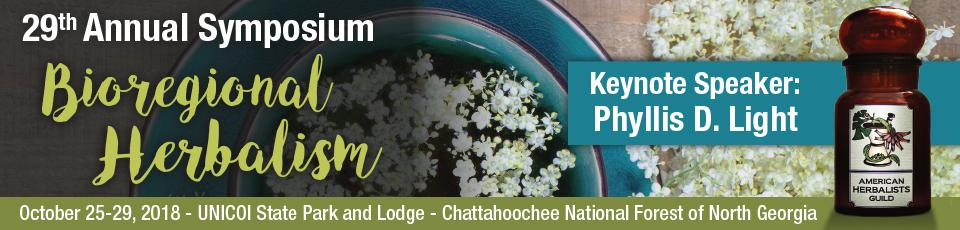 29th Annual Symposium
Bioregional
Herbalism
Keynote Speaker:
Phyllis D. Light
AMERICAN
HERBALISTS
GUILD
October 25-29, 2018 - UNICOI State Park and Lodge - Chattahoochee National Forest of North Georgia